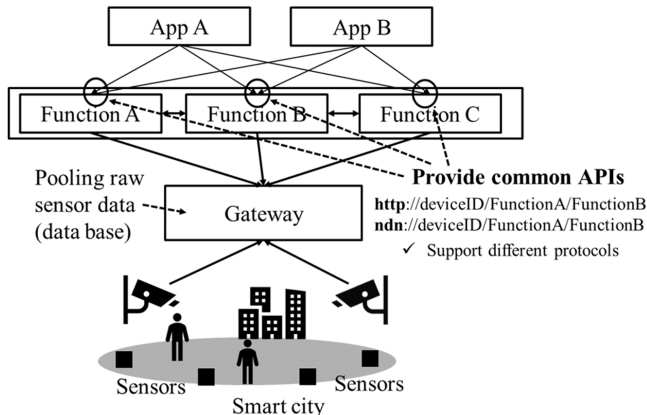 App A
App B
Function A
Function B
Function C
Pooling raw
sensor data
(data base)
Gateway
Provide common APIs
http://deviceID/FunctionA/FunctionB
ndn://deviceID/FunctionA/FunctionB
✓ Support different protocols
Sensors
Sensors
Smart city